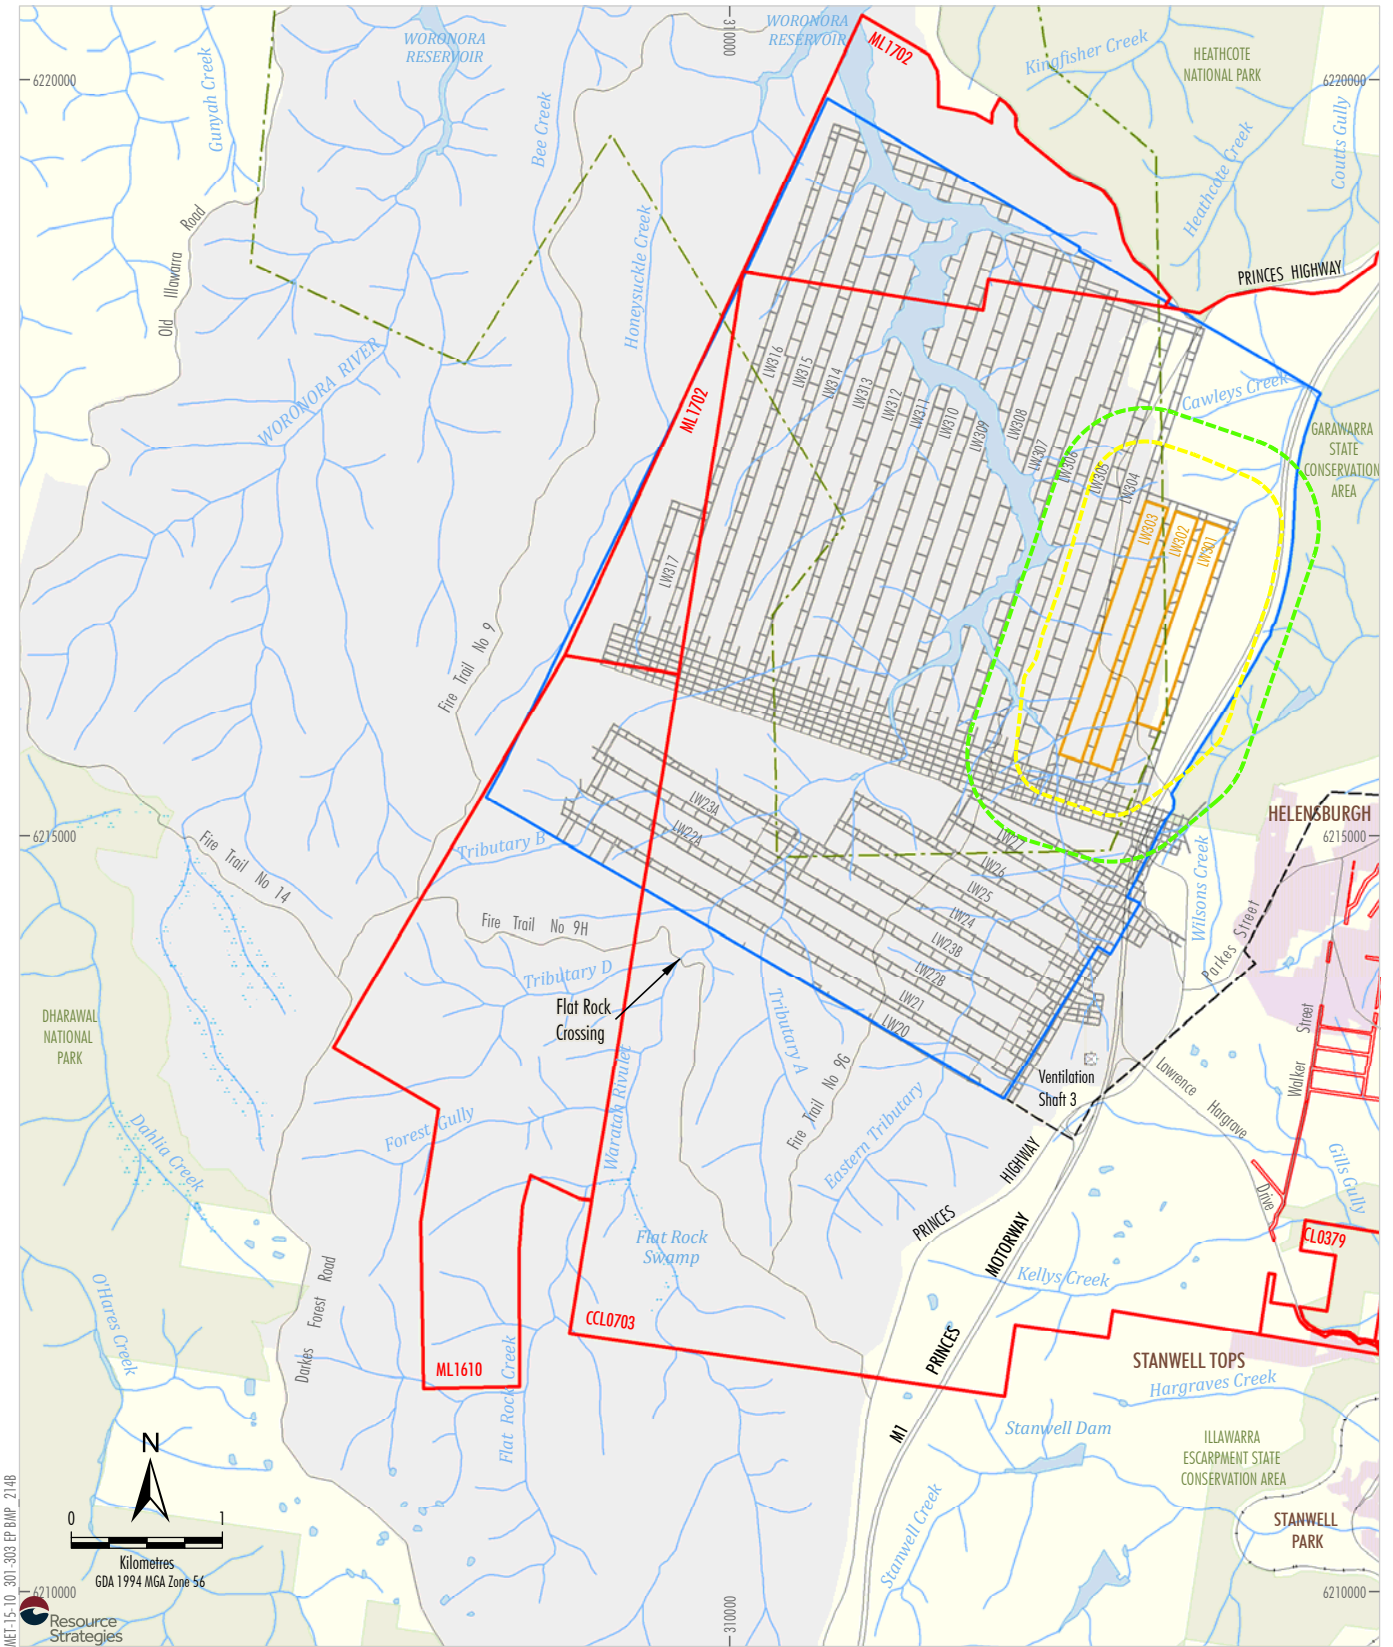 WORONORA
RESERVOIR
WORONORA
RESERVOIR
310000
ML1702
Kingfisher Creek
HEATHCOTE
NATIONAL PARK
6220000
6220000
Gunyah Creek
Bee Creek
Coutts Gully
Heathcote Creek
Old Illawarra Road
Honeysuckle Creek
PRINCES HIGHWAY
WORONORA RIVER
ML1702
LW316
LW315
LW314
LW313
LW312
LW311
LW310
LW309
LW308
LW307
LW306
LW305
LW304
LW303
LW302
LW301
LW317
Cawleys Creek
GARAWARRA
STATE
CONSERVATION
AREA
Fire Trail No 9
6215000
6215000
HELENSBURGH
LW23A
LW22A
LW27
LW26
LW25
LW24
LW23B
LW22B
LW21
LW20
Tributary B
Fire Trail No 14
Fire Trail No 9H
Tributary D
Flat Rock
Crossing
Wilsons Creek
Parkes Street
Tributary A
Fire Trail No 9G
DHARAWAL
NATIONAL
PARK
Waratah Rivulet
Ventilation
Shaft 3
Lawrence Hargrave Drive
Walker Street
Dahlia Creek
Forest Gully
Eastern Tributary
Gills Gully
PRINCES HIGHWAY
Flat Rock
Swamp
CL0379
O'Hares Creek
Darkes Forest Road
Kellys Creek
M1 PRINCES MOTORWAY
CCL0703
ML1610
Flat Rock Creek
STANWELL TOPS
Hargraves Creek
Stanwell Dam
ILLAWARRA
ESCARPMENT STATE
CONSERVATION AREA
Stanwell Creek
STANWELL
PARK
N
0 1
Kilometres
GDA 1994 MGA Zone 56
6210000
6210000
310000
MET-15-10 301-303 EP BMP_214B
Resource
Strategies